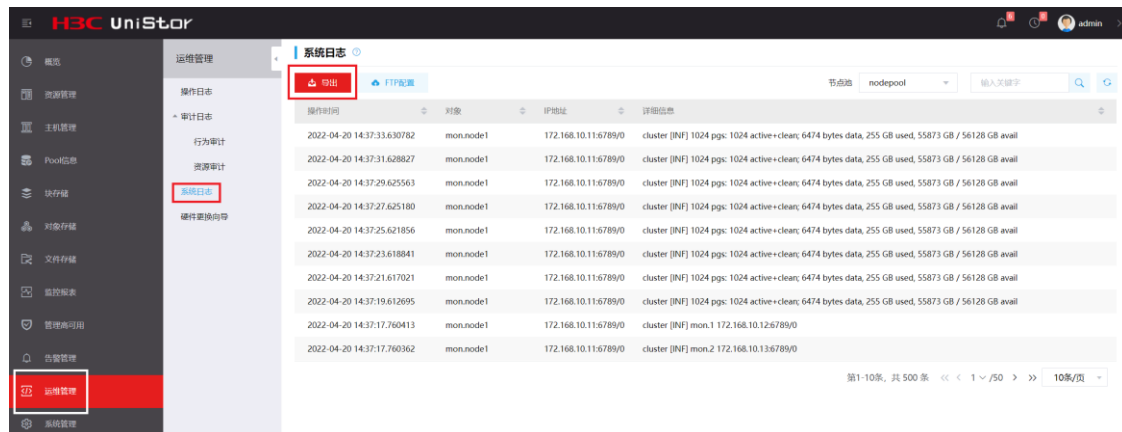 H3C UniStor
6
8
admin
概览
资源管理
主机管理
Pool信息
块存储
对象存储
文件存储
监控报表
管理高可用
告警管理
运维管理
系统管理
运维管理
操作日志
审计日志
行为审计
资源审计
系统日志
硬件更换向导
系统日志
导出 FTP配置 节点池 nodepool 输入关键字
操作时间 对象 IP地址 详细信息
2022-04-20 14:37:33.630782 mon.node1 172.168.10.11:6789/0 cluster [INF] 1024 pgs: 1024 active+clean; 6474 bytes data, 255 GB used, 55873 GB / 56128 GB avail
2022-04-20 14:37:31.628827 mon.node1 172.168.10.11:6789/0 cluster [INF] 1024 pgs: 1024 active+clean; 6474 bytes data, 255 GB used, 55873 GB / 56128 GB avail
2022-04-20 14:37:29.625563 mon.node1 172.168.10.11:6789/0 cluster [INF] 1024 pgs: 1024 active+clean; 6474 bytes data, 255 GB used, 55873 GB / 56128 GB avail
2022-04-20 14:37:27.625180 mon.node1 172.168.10.11:6789/0 cluster [INF] 1024 pgs: 1024 active+clean; 6474 bytes data, 255 GB used, 55873 GB / 56128 GB avail
2022-04-20 14:37:25.621856 mon.node1 172.168.10.11:6789/0 cluster [INF] 1024 pgs: 1024 active+clean; 6474 bytes data, 255 GB used, 55873 GB / 56128 GB avail
2022-04-20 14:37:23.618841 mon.node1 172.168.10.11:6789/0 cluster [INF] 1024 pgs: 1024 active+clean; 6474 bytes data, 255 GB used, 55873 GB / 56128 GB avail
2022-04-20 14:37:21.617021 mon.node1 172.168.10.11:6789/0 cluster [INF] 1024 pgs: 1024 active+clean; 6474 bytes data, 255 GB used, 55873 GB / 56128 GB avail
2022-04-20 14:37:19.612695 mon.node1 172.168.10.11:6789/0 cluster [INF] 1024 pgs: 1024 active+clean; 6474 bytes data, 255 GB used, 55873 GB / 56128 GB avail
2022-04-20 14:37:17.760413 mon.node1 172.168.10.11:6789/0 cluster [INF] mon.1 172.168.10.12:6789/0
2022-04-20 14:37:17.760362 mon.node1 172.168.10.11:6789/0 cluster [INF] mon.2 172.168.10.13:6789/0
第1-10条, 共 500 条 1 /50 10条/页